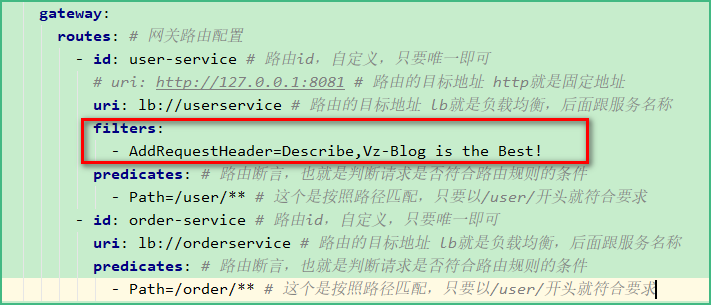 gateway:
routes: # 网关路由配置
- id: user-service # 路由id，自定义，只要唯一即可
# uri: http://127.0.0.1:8081 # 路由的目标地址 http就是固定地址
uri: lb://userservice # 路由的目标地址 lb就是负载均衡，后面跟服务名称
filters:
- AddRequestHeader=Describe,Vz-Blog is the Best!
predicates: # 路由断言，也就是判断请求是否符合路由规则的条件
- Path=/user/** # 这个是按照路径匹配，只要以/user/开头就符合要求
- id: order-service # 路由id，自定义，只要唯一即可
uri: lb://orderservice # 路由的目标地址 lb就是负载均衡，后面跟服务名称
predicates: # 路由断言，也就是判断请求是否符合路由规则的条件
- Path=/order/** # 这个是按照路径匹配，只要以/user/开头就符合要求